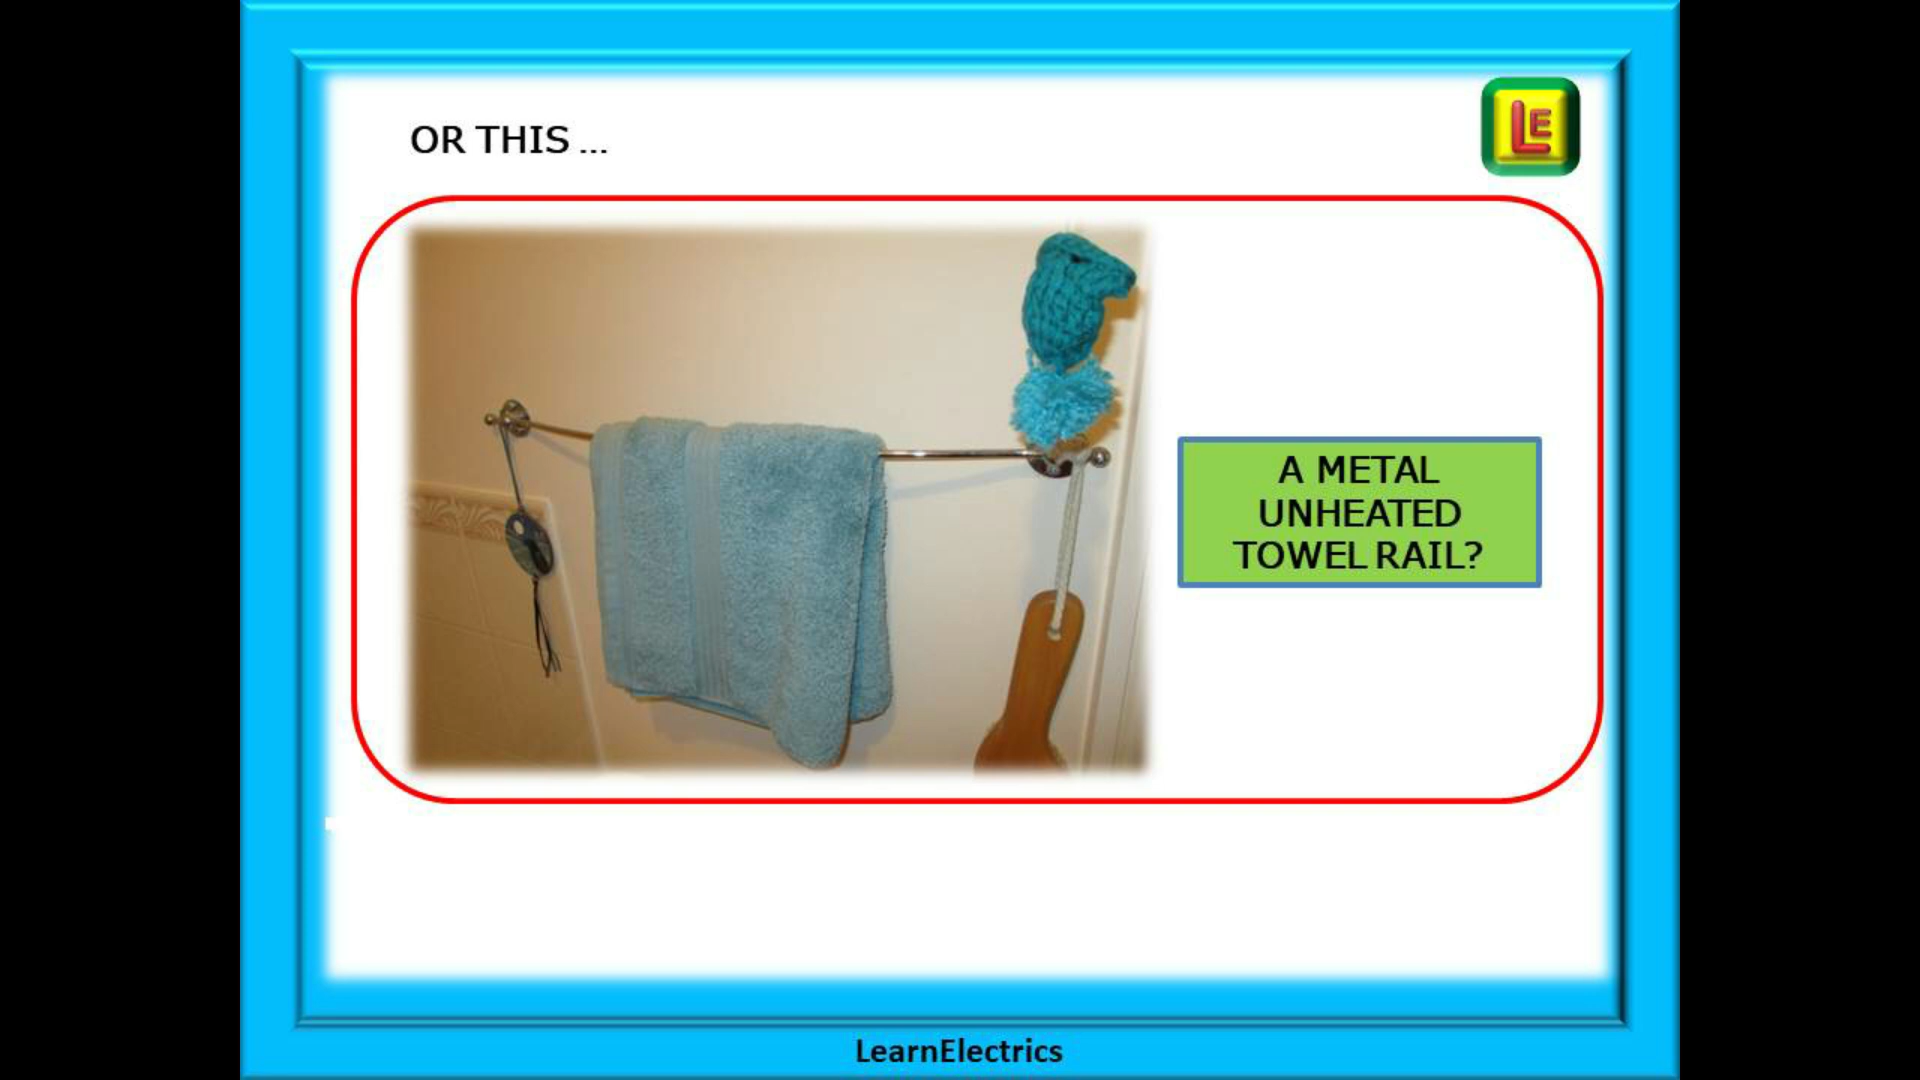 OR THIS ...
LE
A METAL
UNHEATED
TOWEL RAIL?
LearnElectrics